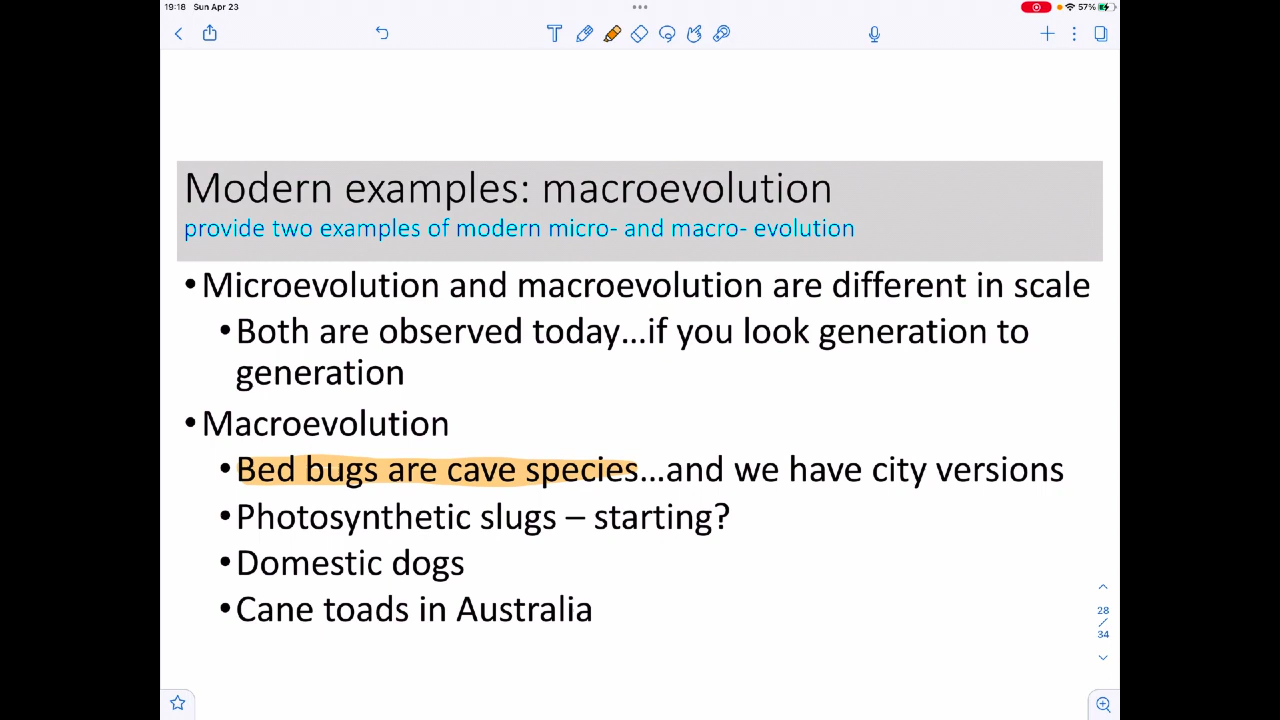 19:18 Sun Apr 23
57%
Modern examples: macroevolution
provide two examples of modern micro- and macro- evolution
•Microevolution and macroevolution are different in scale
•Both are observed today...if you look generation to
generation
•Macroevolution
•Bed bugs are cave species...and we have city versions
•Photosynthetic slugs – starting?
•Domestic dogs
•Cane toads in Australia
28
/
34